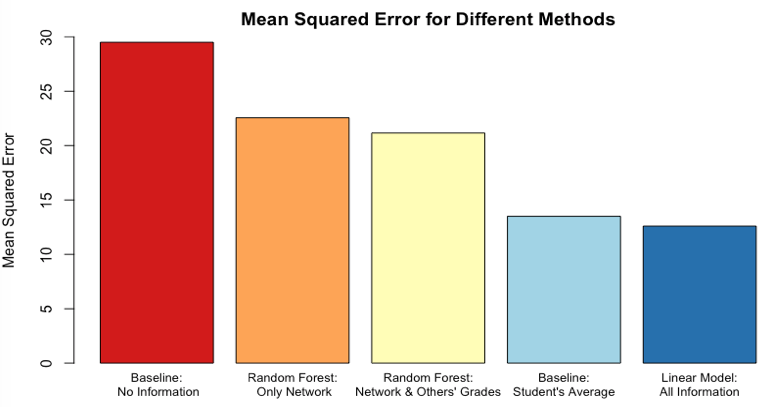 Mean Squared Error for Different Methods
Mean Squared Error
30
25
20
15
10
5
0
Baseline:
No Information
Random Forest:
Only Network
Random Forest:
Network & Others' Grades
Baseline:
Student's Average
Linear Model:
All Information